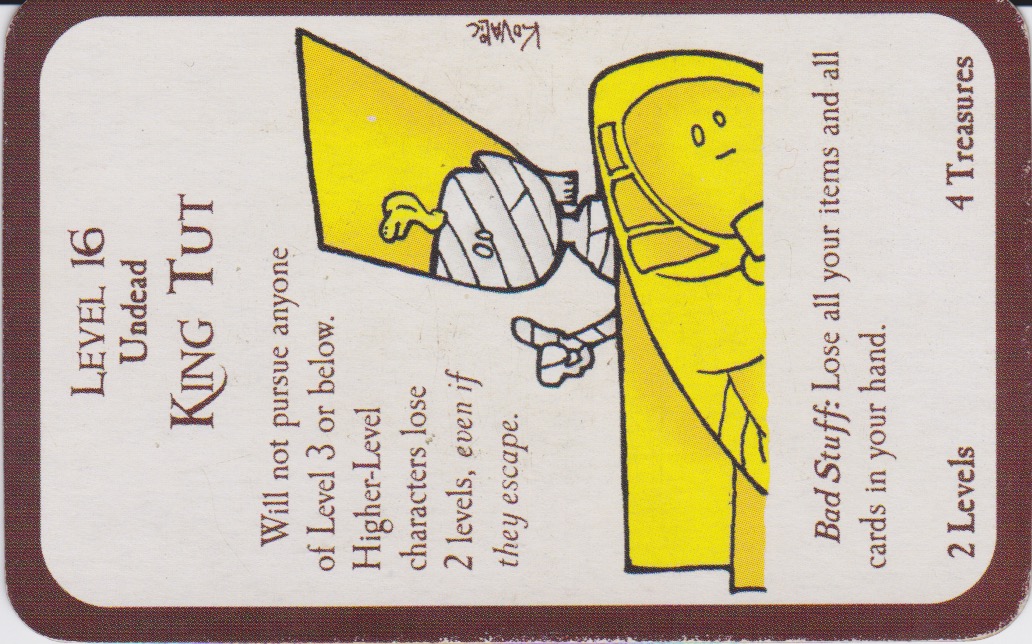 LEVEL 16
Undead
KING TUT
Will not pursue anyone
of Level 3 or below.
Higher-Level
characters lose
2 levels, even if
they escape.
KOVALIC
Bad Stuff: Lose all your items and all
cards in your hand.
2 Levels 4 Treasures